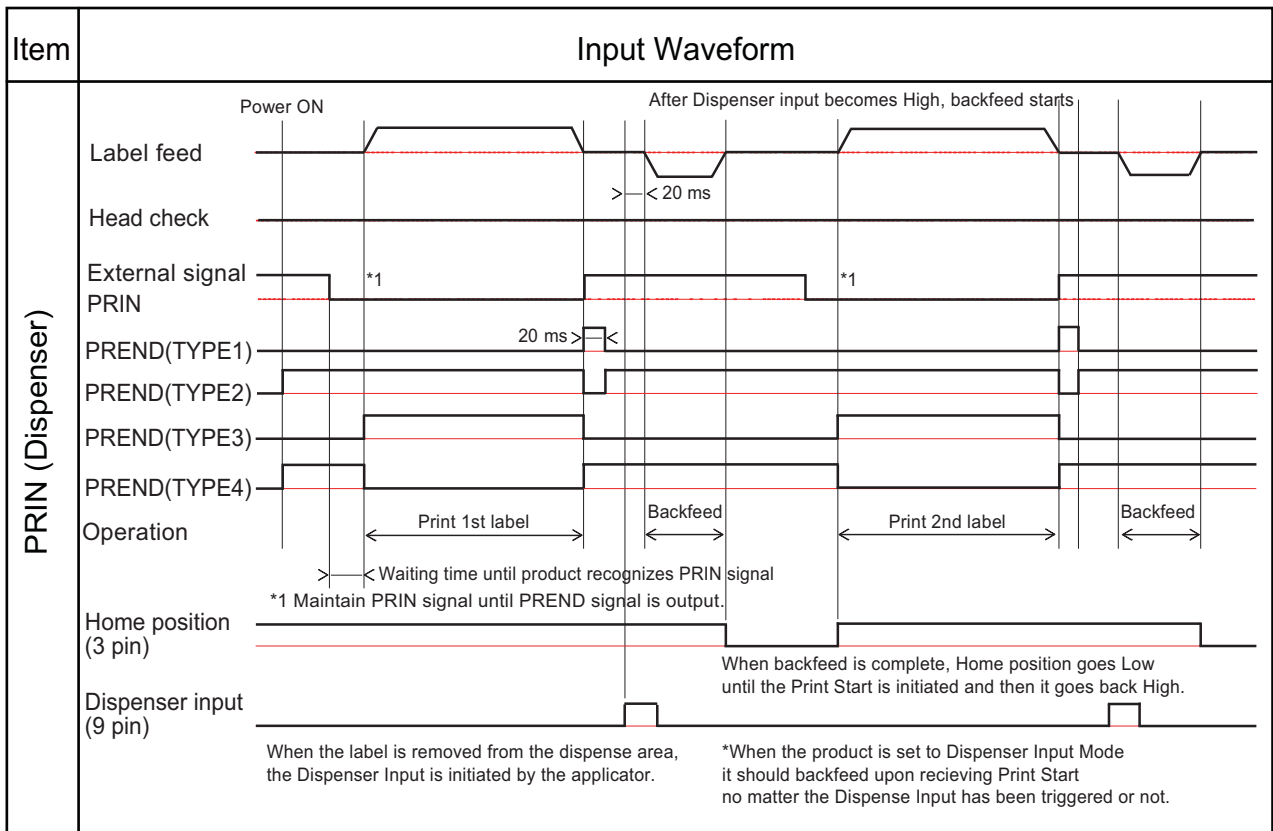 Item
Input Waveform
PRIN (Dispenser)
Power ON
After Dispenser input becomes High, backfeed starts
Label feed
20 ms
Head check
External signal
PRIN
*1
*1
20 ms
PREND(TYPE1)
PREND(TYPE2)
PREND(TYPE3)
PREND(TYPE4)
Operation
Print 1st label
Backfeed
Print 2nd label
Backfeed
Waiting time until product recognizes PRIN signal
*1 Maintain PRIN signal until PREND signal is output.
Home position
(3 pin)
When backfeed is complete, Home position goes Low
until the Print Start is initiated and then it goes back High.
Dispenser input
(9 pin)
When the label is removed from the dispense area,
the Dispenser Input is initiated by the applicator.
*When the product is set to Dispenser Input Mode
it should backfeed upon recieving Print Start
no matter the Dispense Input has been triggered or not.